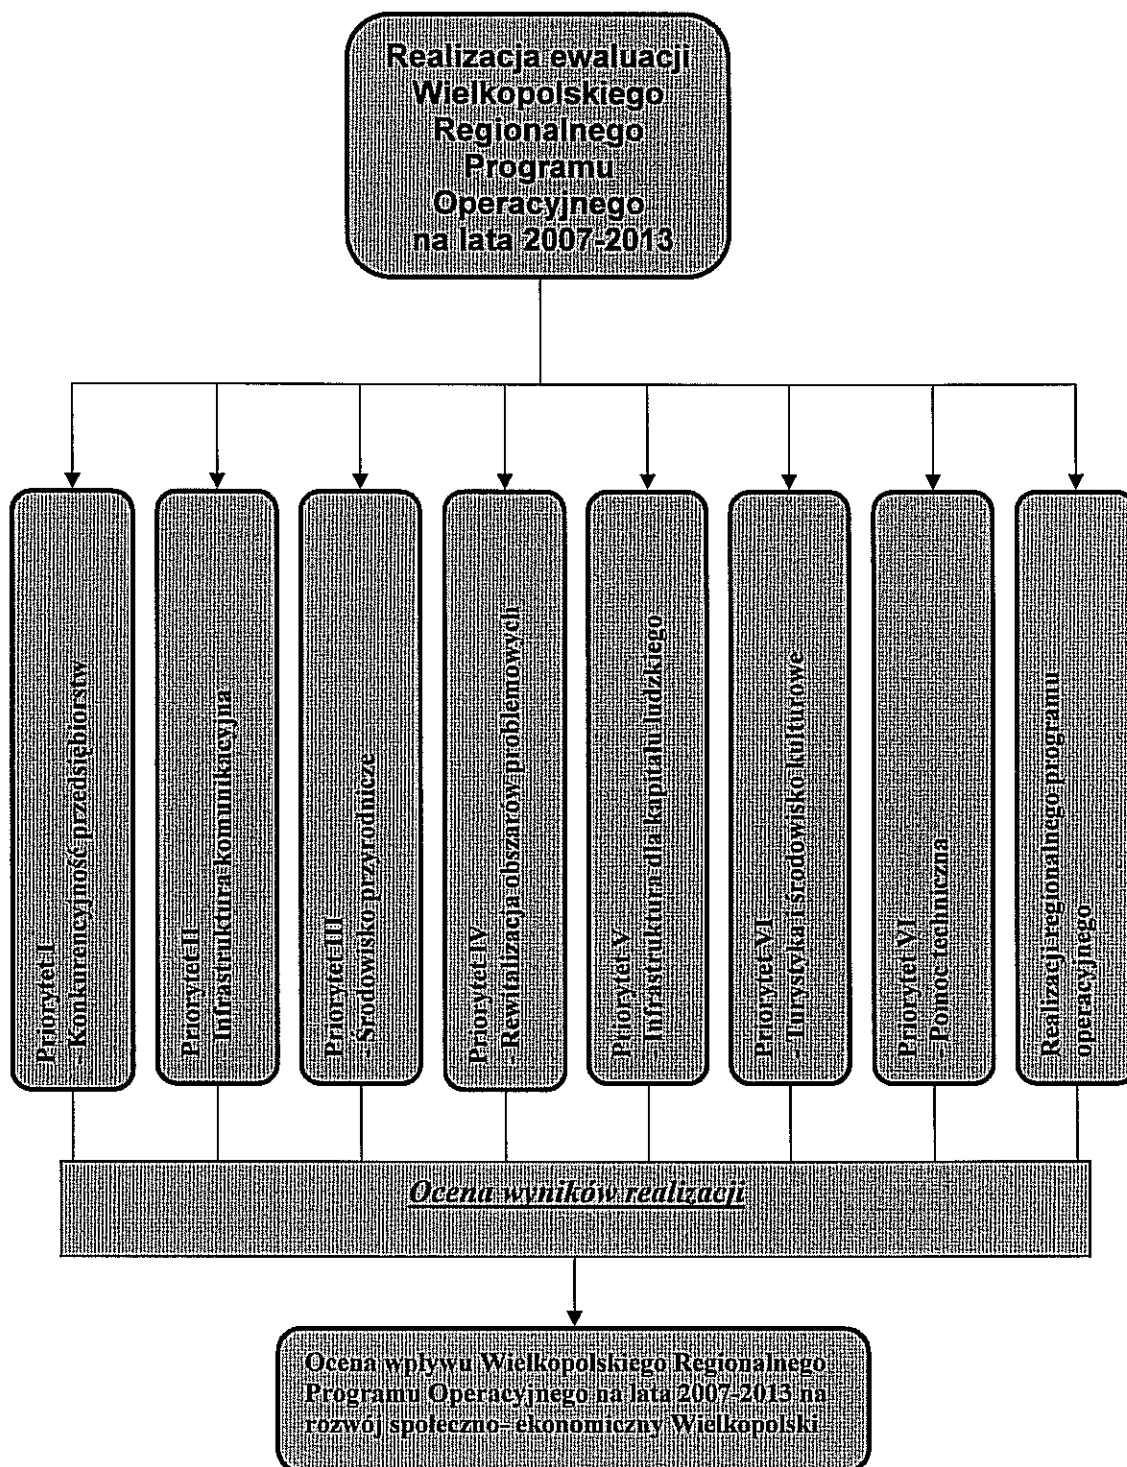 Realizacja ewaluacji
Wielkopolskiego
Regionalnego
Programu
Operacyjnego
na lata 2007-2013
Priorytet I
- Konkurencyjność przedsiębiorstw
Priorytet II
- Infrastruktura komunikacyjna
Priorytet III
- Środowisko przyrodnicze
Priorytet IV
- Rewitalizacja obszarów problemowych
Priorytet V
- Infrastruktura dla kapitału ludzkiego
Priorytet VI
- Turystyka i środowisko kulturowe
Priorytet VI
- Pomoc techniczna
Realizacji regionalnego programu
operacyjnego
Ocena wyników realizacji
Ocena wpływu Wielkopolskiego Regionalnego
Programu Operacyjnego na lata 2007-2013 na
rozwój społeczno– ekonomiczny Wielkopolski